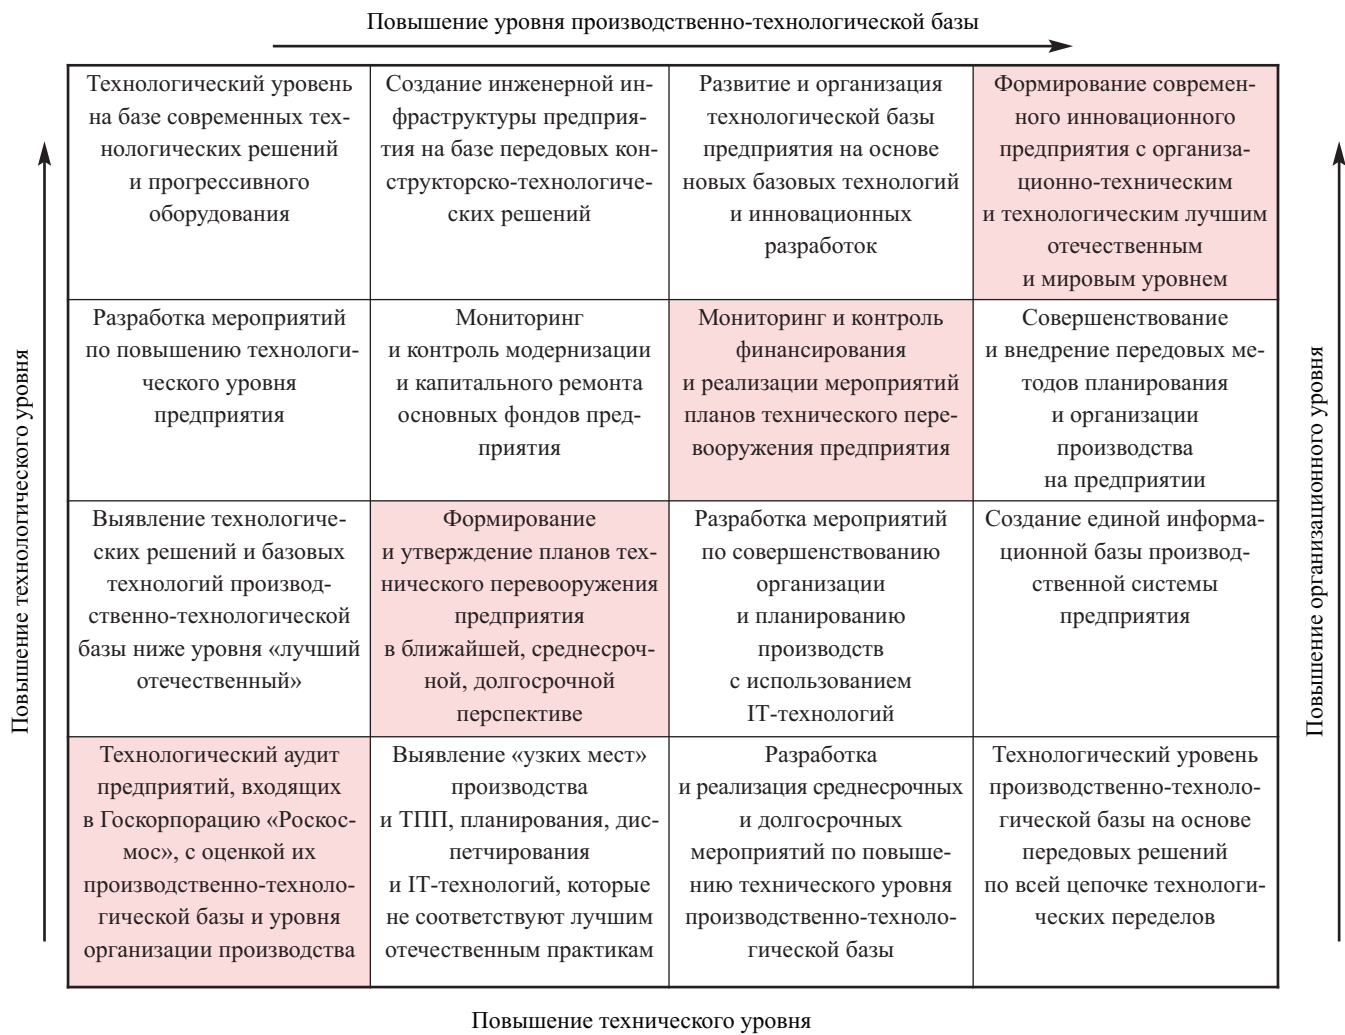 Повышение уровня производственно-технологической базы
Технологический уровень
на базе современных тех-
нологических решений
и прогрессивного
оборудования
Создание инженерной ин-
фраструктуры предприя-
тия на базе передовых кон-
структорско-технологиче-
ских решений
Развитие и организация
технологической базы
предприятия на основе
новых базовых технологий
и инновационных
разработок
Формирование современ-
ного инновационного
предприятия с организа-
ционно-техническим
и технологическим лучшим
отечественным
и мировым уровнем
Разработка мероприятий
по повышению технологи-
ческого уровня
предприятия
Мониторинг
и контроль модернизации
и капитального ремонта
основных фондов пред-
приятия
Мониторинг и контроль
финансирования
и реализации мероприятий
планов технического пере-
вооружения предприятия
Совершенствование
и внедрение передовых ме-
тодов планирования
и организации
производства
на предприятии
Выявление технологиче-
ских решений и базовых
технологий производ-
ственно-технологической
базы ниже уровня «лучший
отечественный»
Формирование
и утверждение планов тех-
нического перевооружения
предприятия
в ближайшей, среднесроч-
ной, долгосрочной
перспективе
Разработка мероприятий
по совершенствованию
организации
и планированию
производств
с использованием
IT-технологий
Создание единой информа-
ционной базы производ-
ственной системы
предприятия
Технологический аудит
предприятий, входящих
в Госкорпорацию «Роскос-
мос», с оценкой их
производственно-техноло-
гической базы и уровня
организации производства
Выявление «узких мест»
производства
и ТПП, планирования, дис-
петчирования
и IT-технологий, которые
не соответствуют лучшим
отечественным практикам
Разработка
и реализация среднесрочных
и долгосрочных
мероприятий по повыше-
нию технического уровня
производственно-техноло-
гической базы
Технологический уровень
производственно-техноло-
гической базы на основе
передовых решений
по всей цепочке технологи-
ческих переделов
Повышение технологического уровня
Повышение организационного уровня
Повышение технического уровня